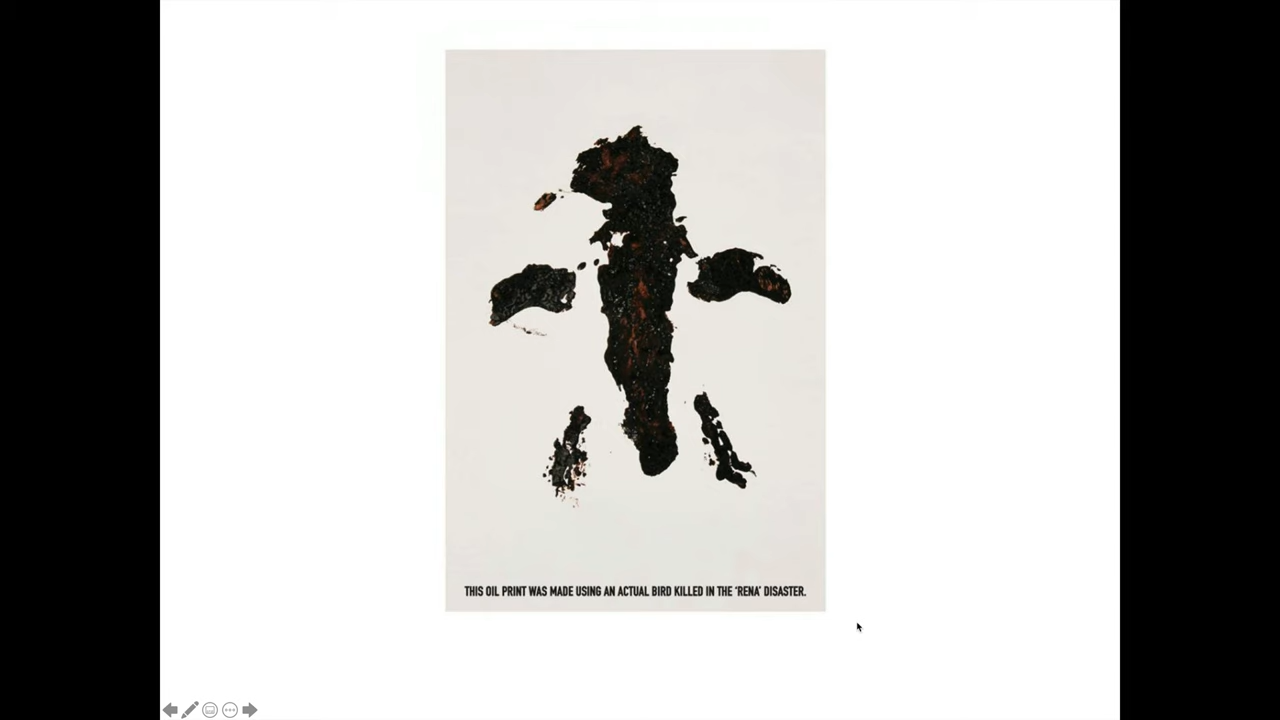 THIS OIL PRINT WAS MADE USING AN ACTUAL BIRD KILLED IN THE ‘RENA’ DISASTER.